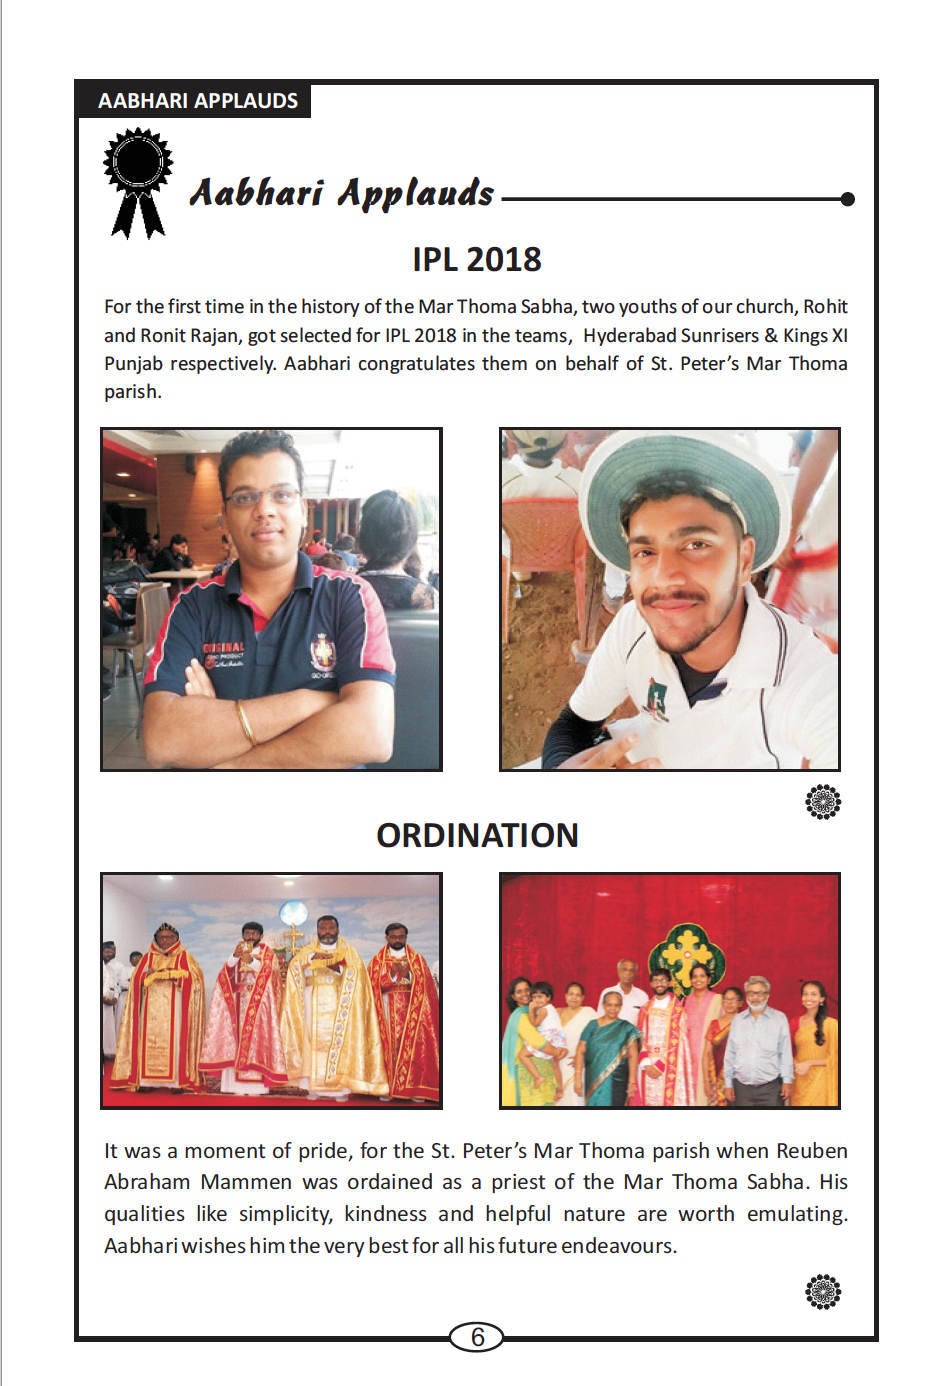 AABHARI APPLAUDS
Aabhari Applauds
IPL 2018
For the first time in the history of the Mar Thoma Sabha, two youths of our church, Rohit
and Ronit Rajan, got selected for IPL 2018 in the teams, Hyderabad Sunrisers & Kings XI
Punjab respectively. Aabhari congratulates them on behalf of St. Peter’s Mar Thoma
parish.
ORIGINAL
PRODUCT
ORDINATION
It was a moment of pride, for the St. Peter’s Mar Thoma parish when Reuben
Abraham Mammen was ordained as a priest of the Mar Thoma Sabha. His
qualities like simplicity, kindness and helpful nature are worth emulating.
Aabhari wishes him the very best for all his future endeavours.
6